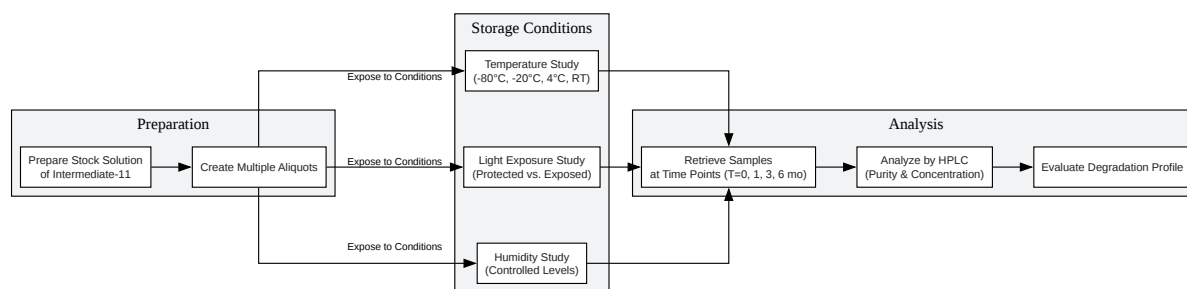 Storage Conditions
Temperature Study
(-80°C, -20°C, 4°C, RT)
Expose to Conditions
Preparation
Prepare Stock Solution
of Intermediate-11
Create Multiple Aliquots
Expose to Conditions
Light Exposure Study
(Protected vs. Exposed)
Analysis
Retrieve Samples
at Time Points (T=0, 1, 3, 6 mo)
Analyze by HPLC
(Purity & Concentration)
Evaluate Degradation Profile
Expose to Conditions
Humidity Study
(Controlled Levels)